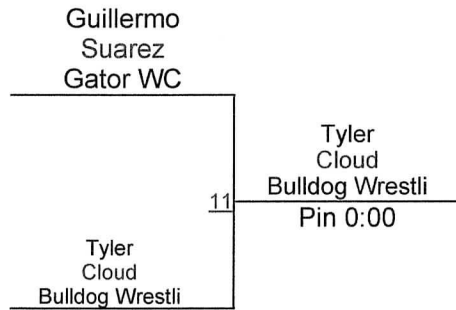 Guillermo
Suarez
Gator WC
Tyler
Cloud
Bulldog Wrestli
Pin 0:00
11
Tyler
Cloud
Bulldog Wrestli